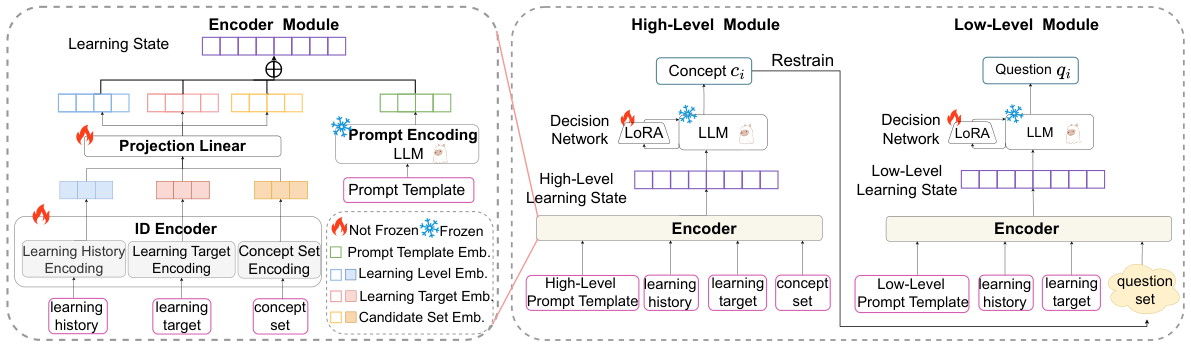 Encoder Module
Learning State
Projection Linear
Prompt Encoding
LLM
Prompt Template
ID Encoder
Learning History
Encoding
Learning Target
Encoding
Concept Set
Encoding
learning
history
learning
target
concept
set
Not Frozen
Frozen
Prompt Template Emb.
Learning Level Emb.
Learning Target Emb.
Candidate Set Emb.
High-Level Module
Concept c_i
Restrain
Decision
Network
LoRA
LLM
High-Level
Learning State
Encoder
High-Level
Prompt Template
learning
history
learning
target
concept
set
Low-Level Module
Question q_i
Decision
Network
LoRA
LLM
Low-Level
Learning State
Encoder
Low-Level
Prompt Template
learning
history
learning
target
question
set